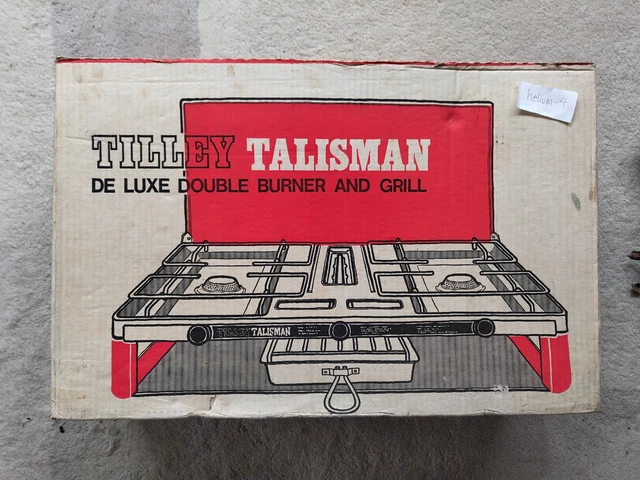 helium-4
TILLEY TALISMAN
DE LUXE DOUBLE BURNER AND GRILL
TILLEY TALISMAN